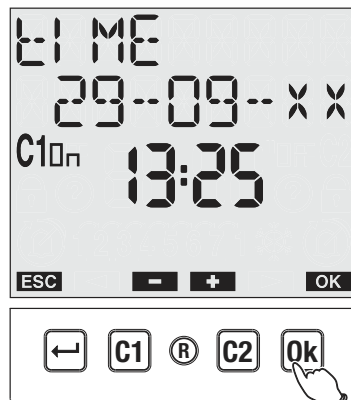 tIME
29-09-XX
C1On 13:25
ESC - + OK
C1 ® C2 Ok